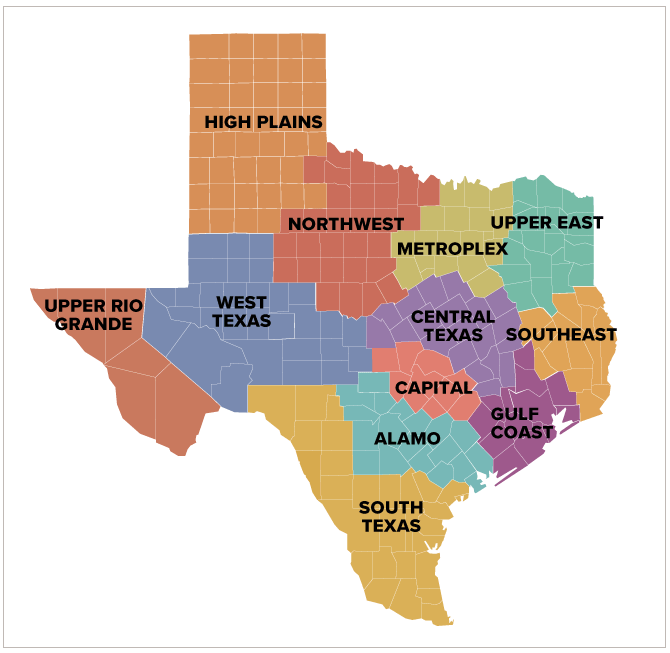 HIGH PLAINS
NORTHWEST
UPPER EAST
METROPLEX
UPPER RIO
GRANDE
WEST
TEXAS
CENTRAL
TEXAS
SOUTHEAST
CAPITAL
GULF
COAST
ALAMO
SOUTH
TEXAS